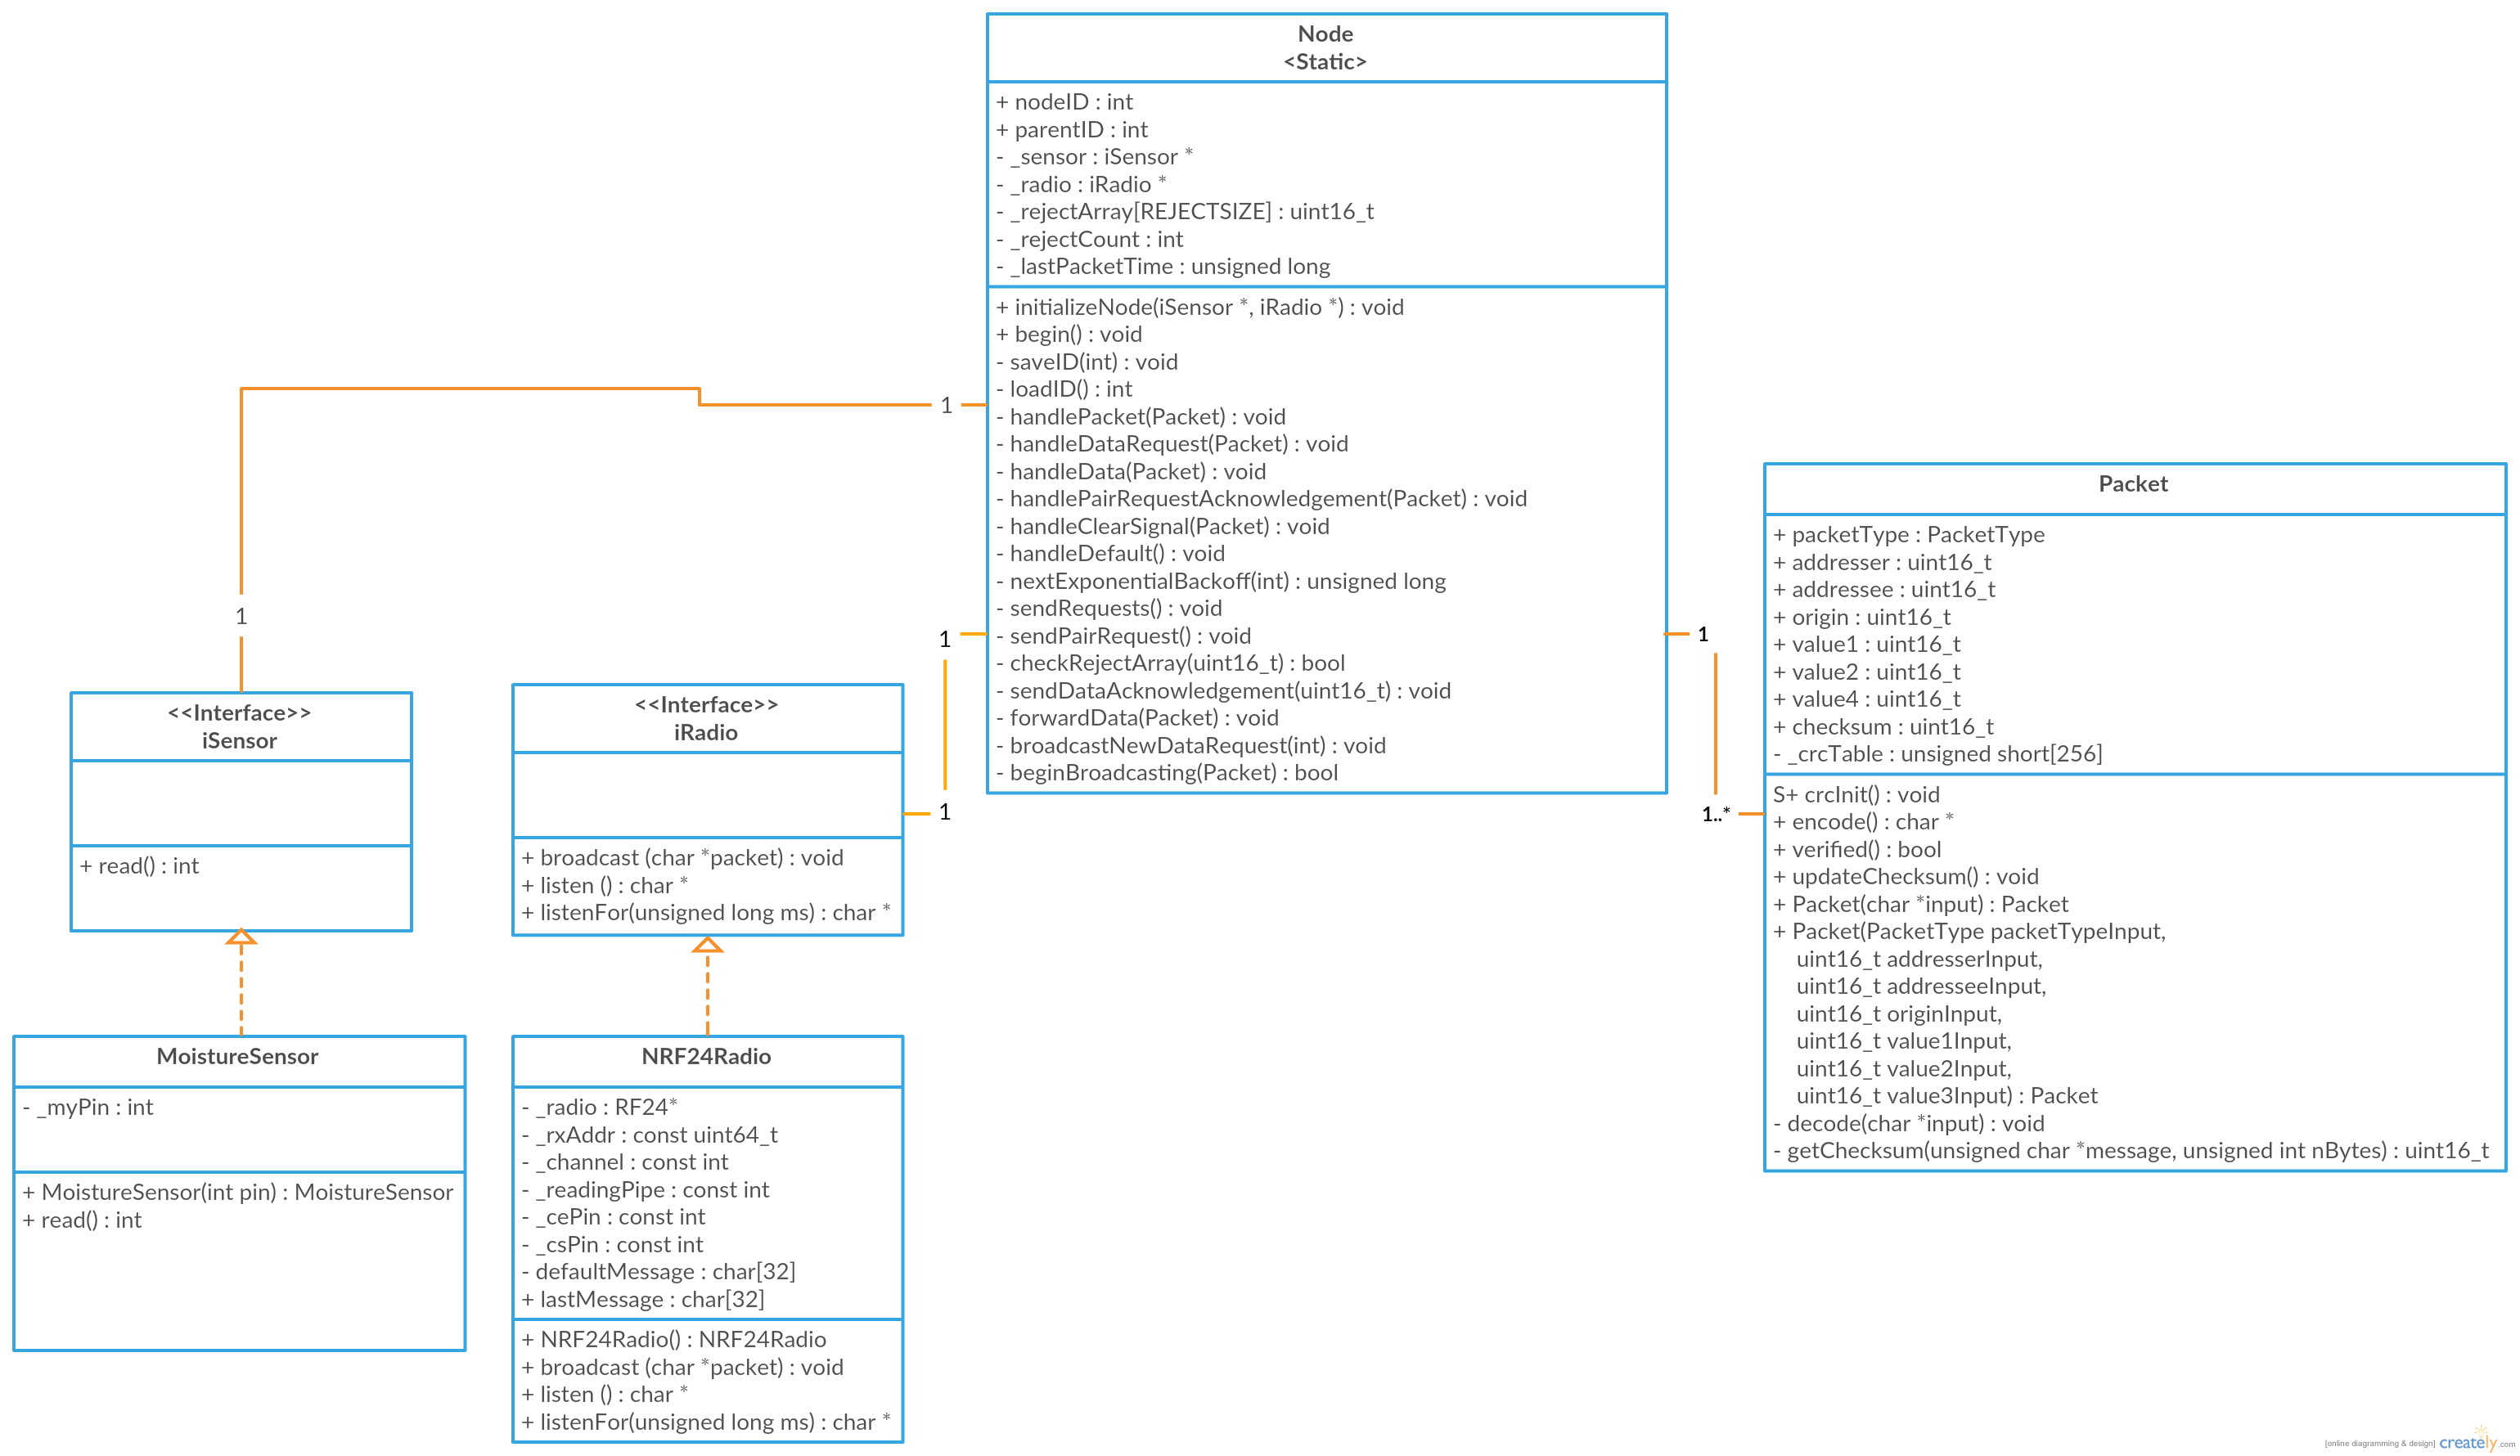 Node
<Static>
+ nodeID : int
+ parentID : int
- _sensor : iSensor *
- _radio : iRadio *
- _rejectArray[REJECTSIZE] : uint16_t
- _rejectCount : int
- _lastPacketTime : unsigned long
+ initializeNode(iSensor *, iRadio *) : void
+ begin() : void
- saveID(int) : void
- loadID() : int
- handlePacket(Packet) : void
- handleDataRequest(Packet) : void
- handleData(Packet) : void
- handlePairRequestAcknowledgement(Packet) : void
- handleClearSignal(Packet) : void
- handleDefault() : void
- nextExponentialBackoff(int) : unsigned long
- sendRequests() : void
- sendPairRequest() : void
- checkRejectArray(uint16_t) : bool
- sendDataAcknowledgement(uint16_t) : void
- forwardData(Packet) : void
- broadcastNewDataRequest(int) : void
- beginBroadcasting(Packet) : bool
1
1
1
1
1
1..*
<<Interface>>
iSensor
+ read() : int
<<Interface>>
iRadio
+ broadcast (char *packet) : void
+ listen () : char *
+ listenFor(unsigned long ms) : char *
Packet
+ packetType : PacketType
+ addresser : uint16_t
+ addressee : uint16_t
+ origin : uint16_t
+ value1 : uint16_t
+ value2 : uint16_t
+ value4 : uint16_t
+ checksum : uint16_t
- _crcTable : unsigned short[256]
S+ crcInit() : void
+ encode() : char *
+ verified() : bool
+ updateChecksum() : void
+ Packet(char *input) : Packet
+ Packet(PacketType packetTypeInput,
uint16_t addresserInput,
uint16_t addresseeInput,
uint16_t originInput,
uint16_t value1Input,
uint16_t value2Input,
uint16_t value3Input) : Packet
- decode(char *input) : void
- getChecksum(unsigned char *message, unsigned int nBytes) : uint16_t
MoistureSensor
- _myPin : int
+ MoistureSensor(int pin) : MoistureSensor
+ read() : int
NRF24Radio
- _radio : RF24*
- _rxAddr : const uint64_t
- _channel : const int
- _readingPipe : const int
- _cePin : const int
- _csPin : const int
- defaultMessage : char[32]
+ lastMessage : char[32]
+ NRF24Radio() : NRF24Radio
+ broadcast (char *packet) : void
+ listen () : char *
+ listenFor(unsigned long ms) : char *
[online diagramming & design] creately.com